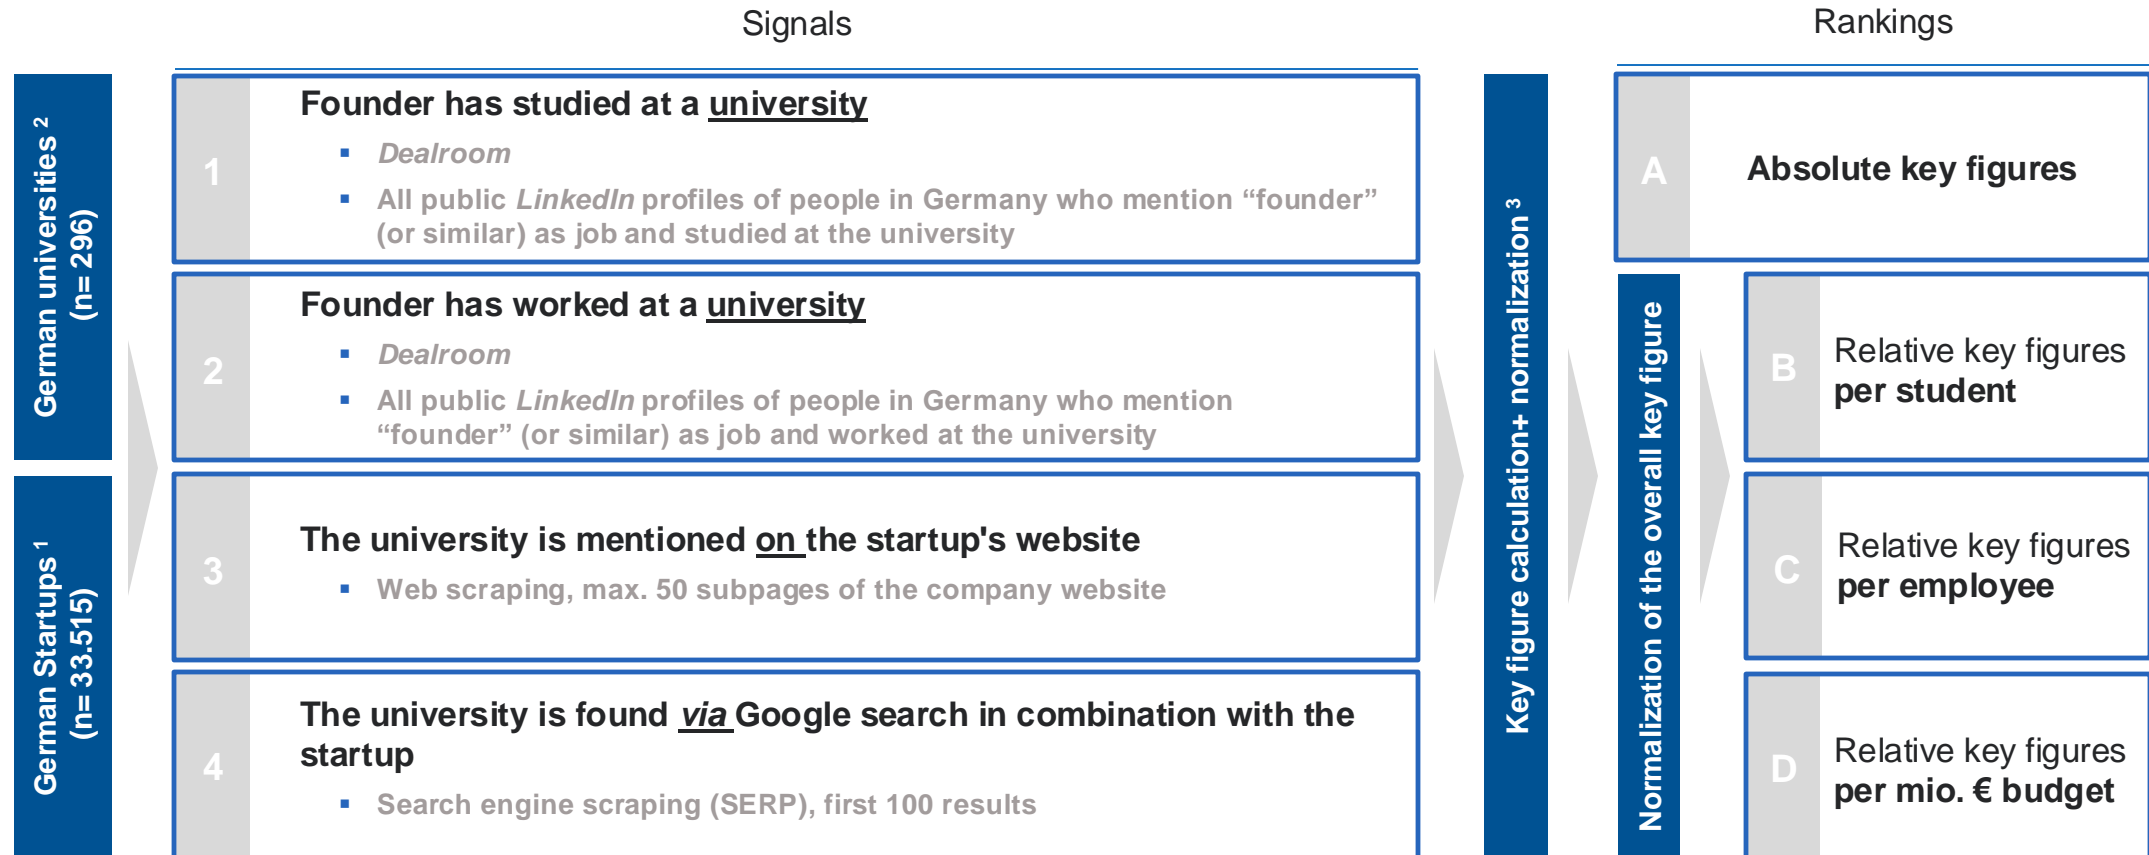 Signals
Rankings
German universities 2
(n= 296)
German Startups 1
(n= 33.515)
1
Founder has studied at a university
▪ Dealroom
▪ All public LinkedIn profiles of people in Germany who mention “founder”
(or similar) as job and studied at the university
2
Founder has worked at a university
▪ Dealroom
▪ All public LinkedIn profiles of people in Germany who mention
“founder” (or similar) as job and worked at the university
3
The university is mentioned on the startup's website
▪ Web scraping, max. 50 subpages of the company website
4
The university is found via Google search in combination with the
startup
▪ Search engine scraping (SERP), first 100 results
Key figure calculation+ normalization 3
A
Absolute key figures
Normalization of the overall key figure
B
Relative key figures
per student
C
Relative key figures
per employee
D
Relative key figures
per mio. € budget